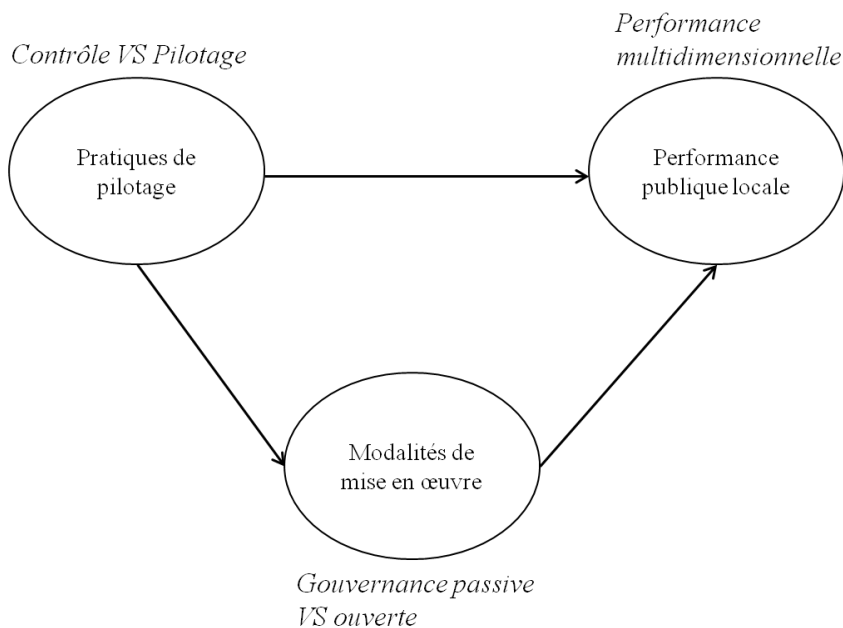 Contrôle VS Pilotage
Performance
multidimensionnelle
Pratiques de
pilotage
Performance
publique locale
Modalités de
mise en œuvre
Gouvernance passive
VS ouverte